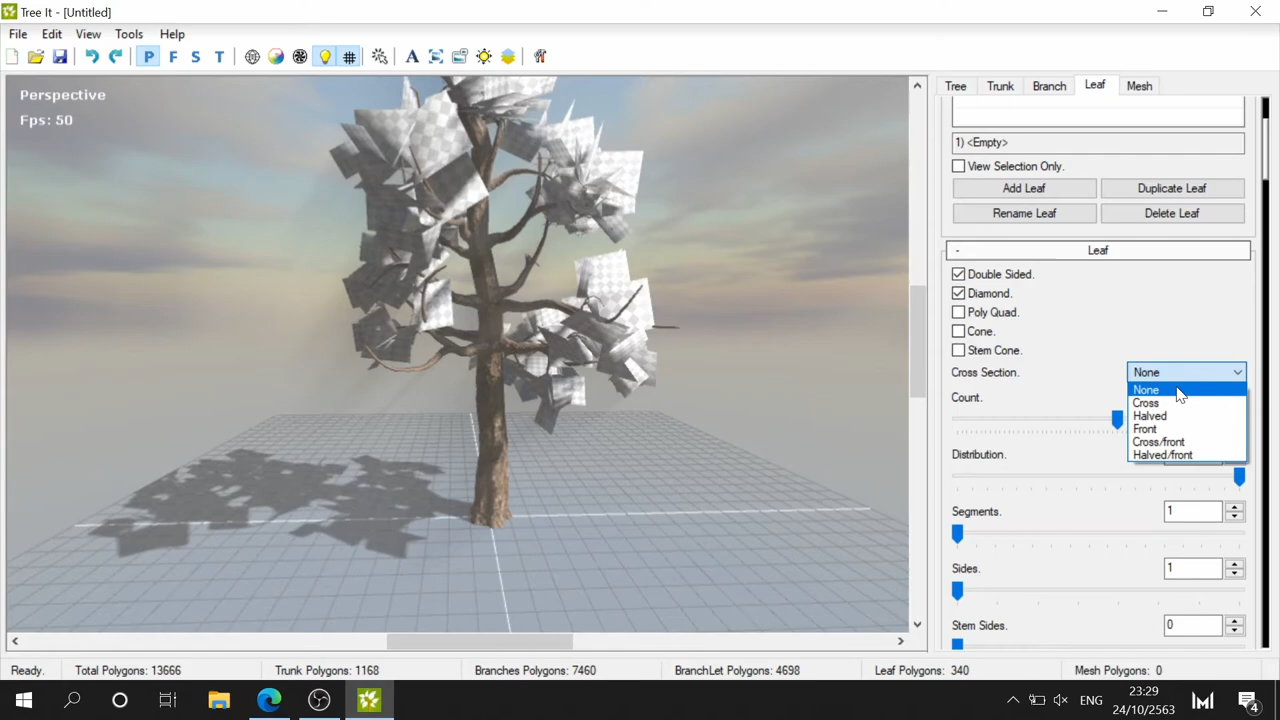 Tree It - [Untitled]
File Edit View Tools Help
P F S T A
Perspective
Fps: 50
Tree Trunk Branch Leaf Mesh
1) <Empty>
View Selection Only.
Add Leaf Duplicate Leaf
Rename Leaf Delete Leaf
- Leaf
Double Sided.
Diamond.
Poly Quad.
Cone.
Stem Cone.
Cross Section. None
None
Count. Cross
Halved
Front
Cross/front
Distribution. Halved/front
Segments. 1
Sides. 1
Stem Sides. 0
Ready. Total Polygons: 13666 Trunk Polygons: 1168 Branches Polygons: 7460 BranchLet Polygons: 4698 Leaf Polygons: 340 Mesh Polygons: 0
ENG 23:29
24/10/2563 4